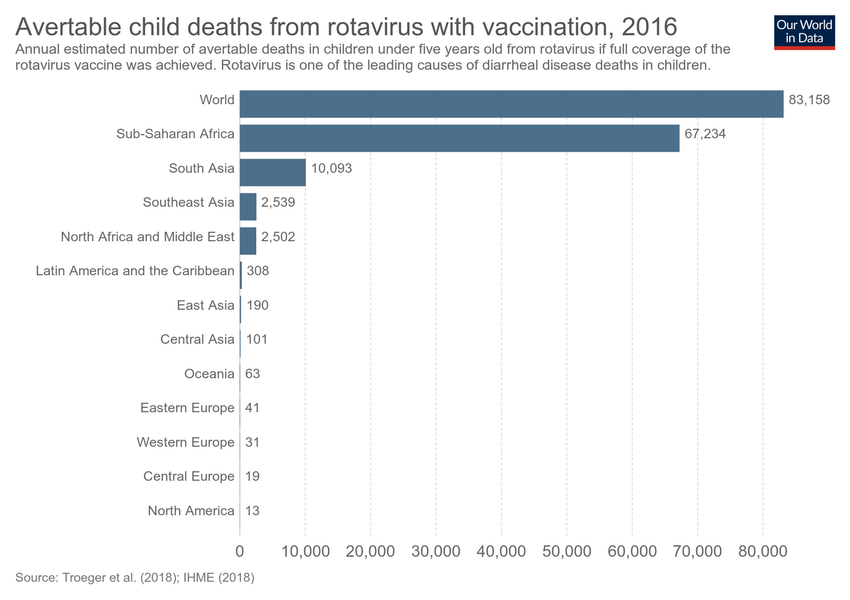 Avertable child deaths from rotavirus with vaccination, 2016
Our World
in Data
Annual estimated number of avertable deaths in children under five years old from rotavirus if full coverage of the
rotavirus vaccine was achieved. Rotavirus is one of the leading causes of diarrheal disease deaths in children.
World 83,158
Sub-Saharan Africa 67,234
South Asia 10,093
Southeast Asia 2,539
North Africa and Middle East 2,502
Latin America and the Caribbean 308
East Asia 190
Central Asia 101
Oceania 63
Eastern Europe 41
Western Europe 31
Central Europe 19
North America 13
0 10,000 20,000 30,000 40,000 50,000 60,000 70,000 80,000
Source: Troeger et al. (2018); IHME (2018)